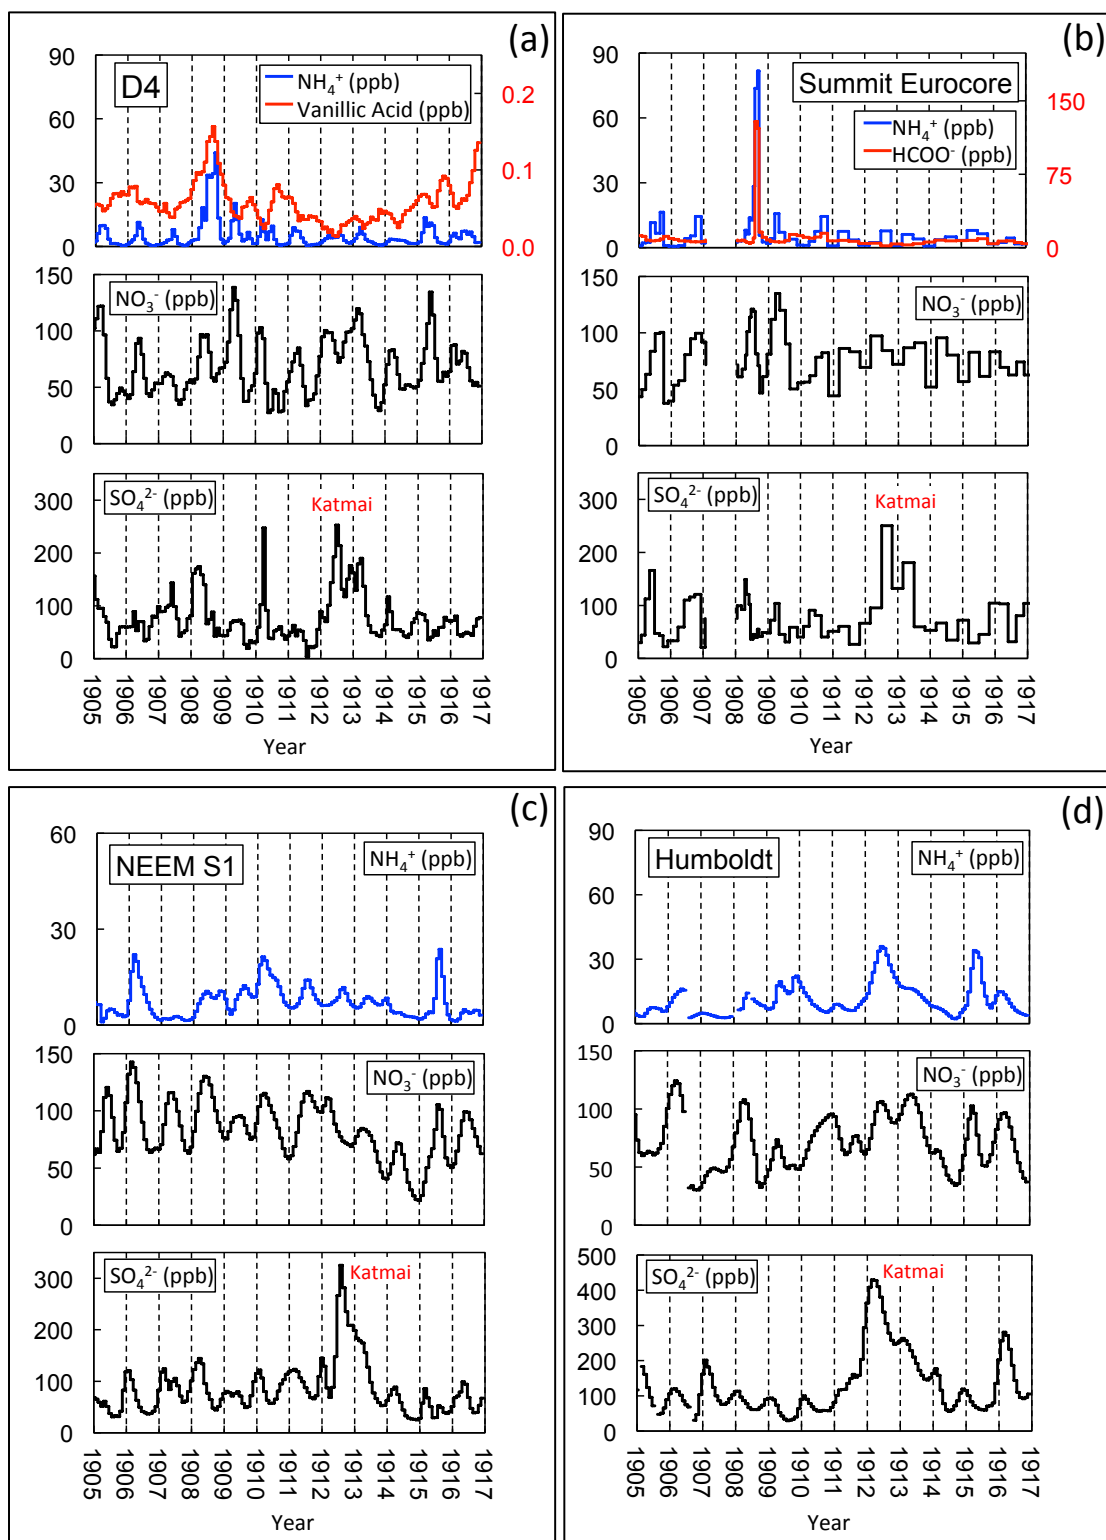 (a)
D4
NH₄⁺ (ppb)
Vanillic Acid (ppb)
90
60
30
0
0.2
0.1
0.0
NO₃⁻ (ppb)
150
100
50
0
SO₄²⁻ (ppb)
Katmai
300
200
100
0
1905 1906 1907 1908 1909 1910 1911 1912 1913 1914 1915 1916 1917
Year
(b)
Summit Eurocore
NH₄⁺ (ppb)
HCOO⁻ (ppb)
90
60
30
0
150
75
0
NO₃⁻ (ppb)
150
100
50
0
SO₄²⁻ (ppb)
Katmai
300
200
100
0
1905 1906 1907 1908 1909 1910 1911 1912 1913 1914 1915 1916 1917
Year
(c)
NEEM S1
NH₄⁺ (ppb)
60
30
0
NO₃⁻ (ppb)
150
100
50
0
SO₄²⁻ (ppb)
Katmai
300
200
100
0
1905 1906 1907 1908 1909 1910 1911 1912 1913 1914 1915 1916 1917
Year
(d)
Humboldt
NH₄⁺ (ppb)
90
60
30
0
NO₃⁻ (ppb)
150
100
50
0
SO₄²⁻ (ppb)
Katmai
500
400
300
200
100
0
1905 1906 1907 1908 1909 1910 1911 1912 1913 1914 1915 1916 1917
Year